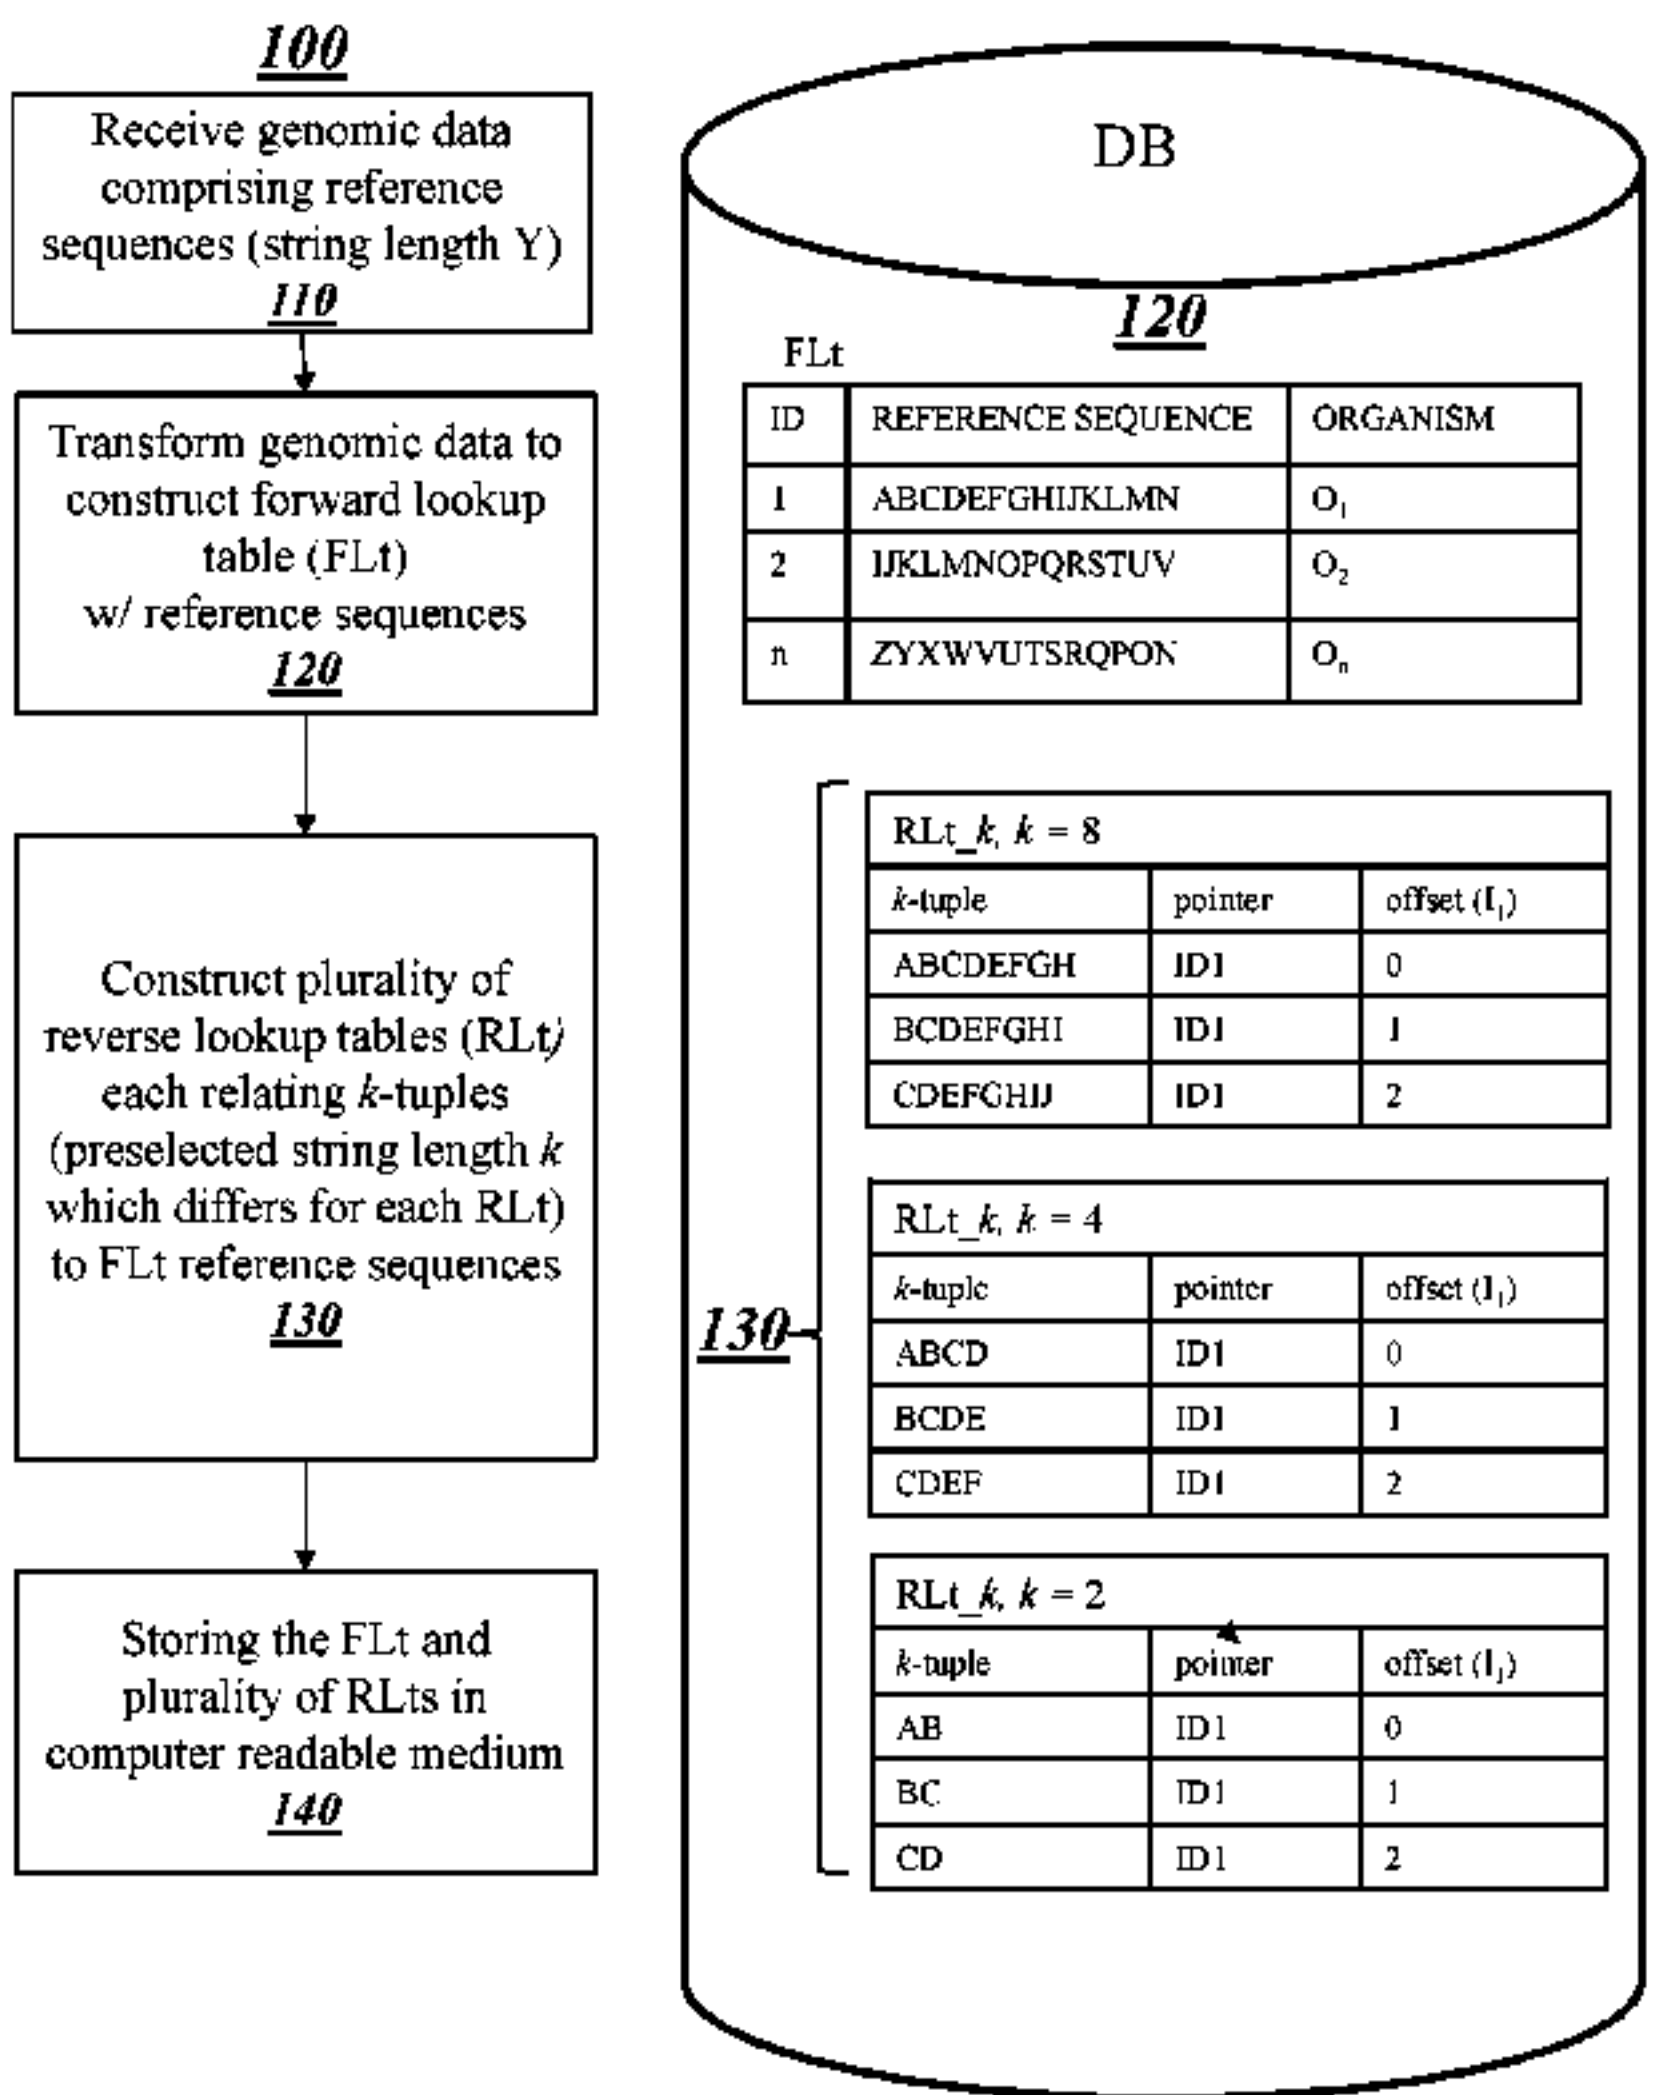 100
Receive genomic data
comprising reference
sequences (string length Y)
110
Transform genomic data to
construct forward lookup
table (FLt)
w/ reference sequences
120
Construct plurality of
reverse lookup tables (RLt)
each relating k-tuples
(preselected string length k
which differs for each RLt)
to FLt reference sequences
130
Storing the FLt and
plurality of RLts in
computer readable medium
140
DB
120
FLt
ID REFERENCE SEQUENCE ORGANISM
1 ABCDEFGHIJKLMN O1
2 IJKLMNOPQRSTUV O2
n ZYXWVUTSRQPON On
130
RLt_k, k = 8
k-tuple pointer offset (I1)
ABCDEFGH ID1 0
BCDEFGHI ID1 1
CDEFGHIJ ID1 2
RLt_k, k = 4
k-tuple pointer offset (I1)
ABCD ID1 0
BCDE ID1 1
CDEF ID1 2
RLt_k, k = 2
k-tuple pointer offset (I1)
AB ID1 0
BC ID1 1
CD ID1 2